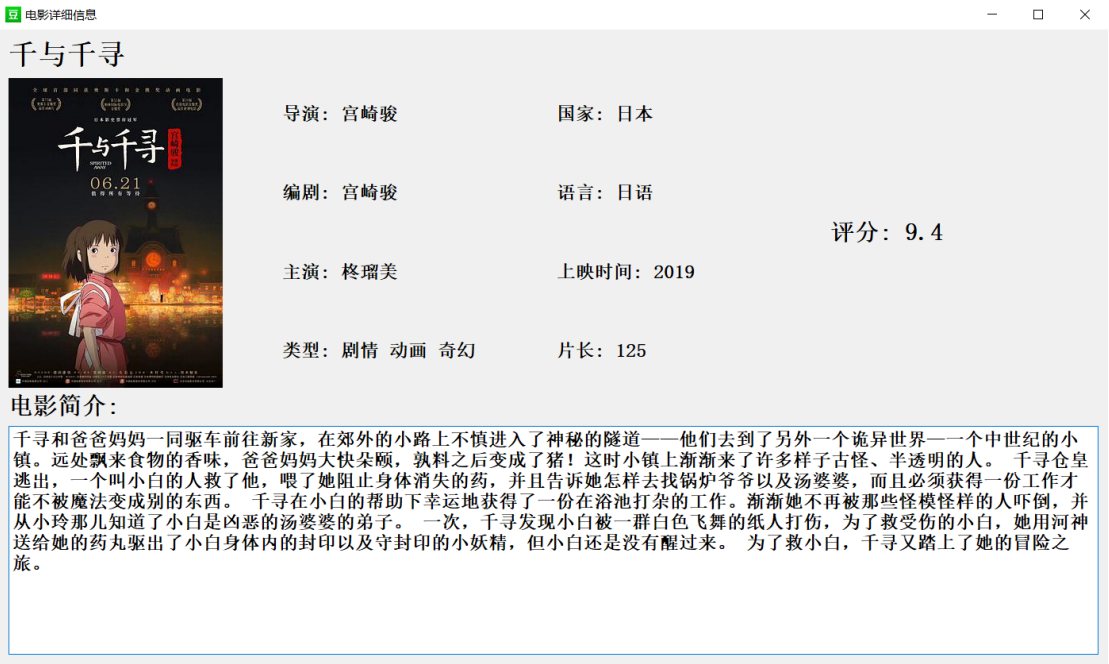 豆 电影详细信息
千与千寻
千与千寻
宫崎骏
SPIRITED
AWAY
06.21
导演: 宫崎骏
国家: 日本
编剧: 宫崎骏
语言: 日语
评分: 9.4
主演: 柊瑠美
上映时间: 2019
类型: 剧情 动画 奇幻
片长: 125
电影简介:
千寻和爸爸妈妈一同驱车前往新家，在郊外的小路上不慎进入了神秘的隧道——他们去到了另外一个诡异世界—一个中世纪的小
镇。远处飘来食物的香味，爸爸妈妈大快朵颐，孰料之后变成了猪！这时小镇上渐渐来了许多样子古怪、半透明的人。 千寻仓皇
逃出，一个叫小白的人救了他，喂了她阻止身体消失的药，并且告诉她怎样去找锅炉爷爷以及汤婆婆，而且必须获得一份工作才
能不被魔法变成别的东西。 千寻在小白的帮助下幸运地获得了一份在浴池打杂的工作。渐渐她不再被那些怪模怪样的人吓倒，并
从小玲那儿知道了小白是凶恶的汤婆婆的弟子。 一次，千寻发现小白被一群白色飞舞的纸人打伤，为了救受伤的小白，她用河神
送给她的药丸驱出了小白身体内的封印以及守封印的小妖精，但小白还是没有醒过来。 为了救小白，千寻又踏上了她的冒险之
旅。